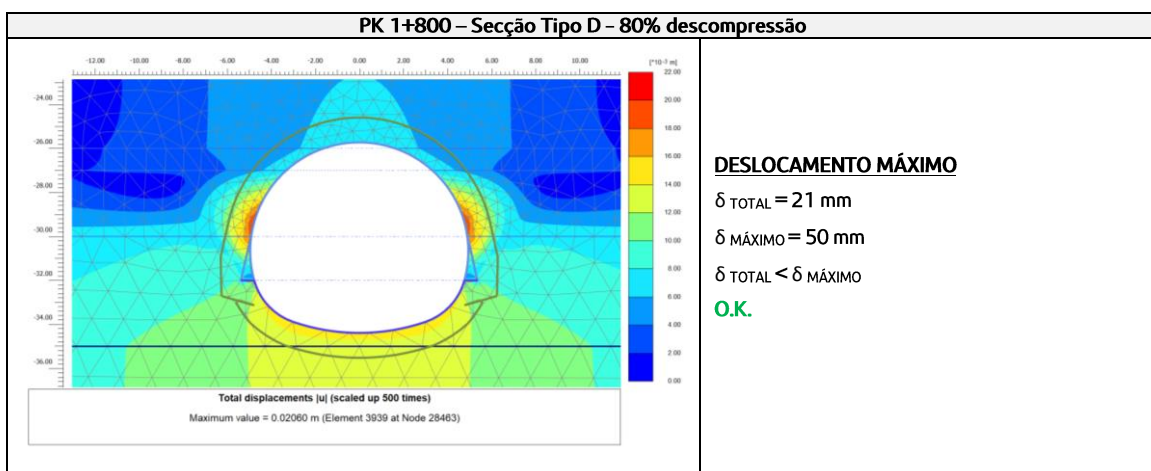 PK 1+800 – Secção Tipo D – 80% descompressão
-12.00 -10.00 -8.00 -6.00 -4.00 -2.00 0.00 2.00 4.00 6.00 8.00 10.00
[*10⁻³ m]
22.00
20.00
18.00
16.00
14.00
12.00
10.00
8.00
6.00
4.00
2.00
0.00
-24.00
-26.00
-28.00
-30.00
-32.00
-34.00
-36.00
Total displacements |u| (scaled up 500 times)
Maximum value = 0.02060 m (Element 3939 at Node 28463)
DESLOCAMENTO MÁXIMO
δ TOTAL = 21 mm
δ MÁXIMO = 50 mm
δ TOTAL < δ MÁXIMO
O.K.